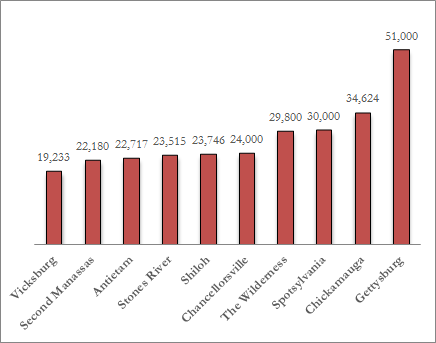 51,000
34,624
29,800 30,000
22,180 22,717 23,515 23,746 24,000
19,233
Vicksburg
Second Manassas
Antietam
Stones River
Shiloh
Chancellorsville
The Wilderness
Spotsylvania
Chickamauga
Gettysburg